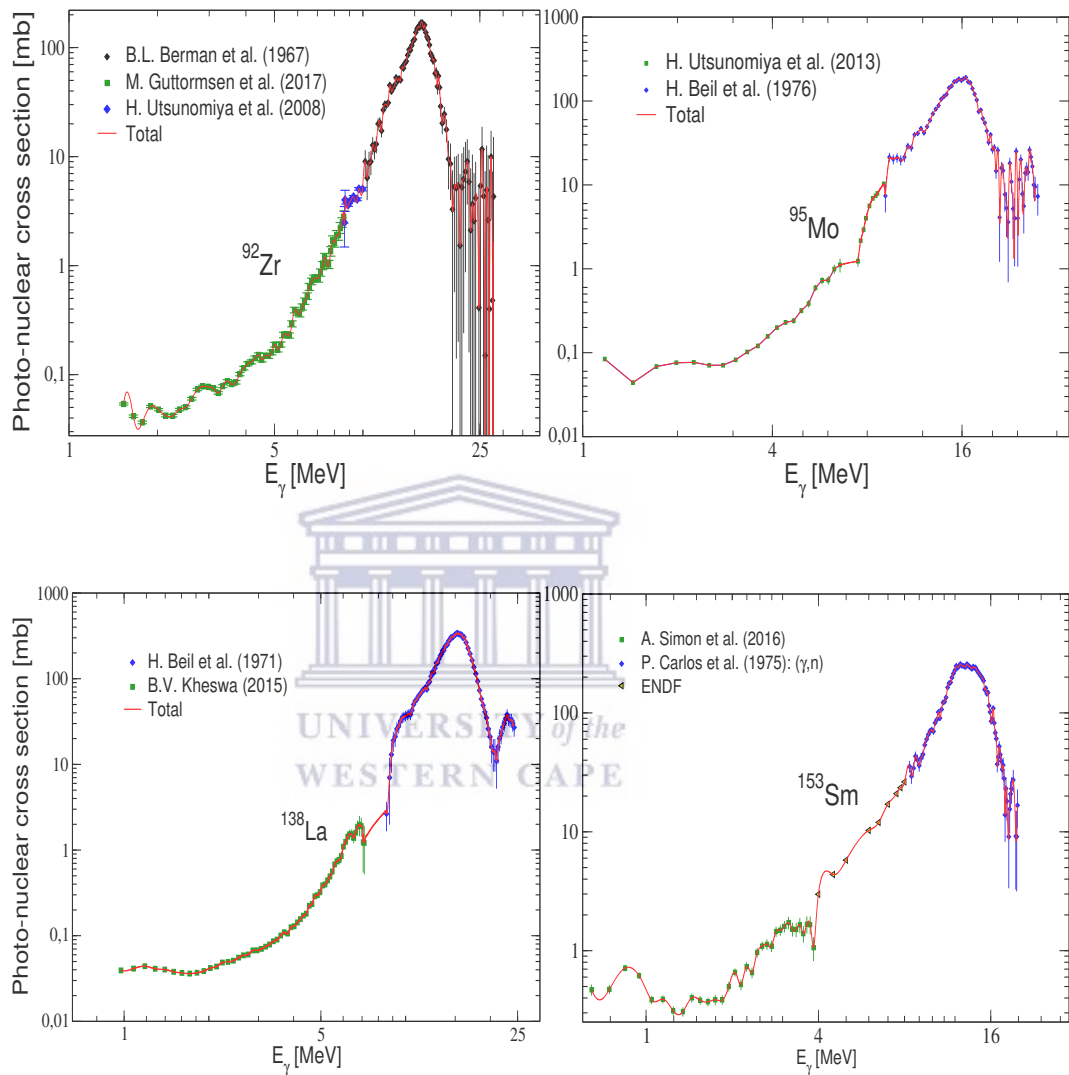 Photo-nuclear cross section [mb]
100
10
1
0,1
B.L. Berman et al. (1967)
M. Guttormsen et al. (2017)
H. Utsunomiya et al. (2008)
Total
92Zr
1
5
25
Eγ [MeV]
1000
100
10
1
0,1
0,01
H. Utsunomiya et al. (2013)
H. Beil et al. (1976)
Total
95Mo
1
4
16
Eγ [MeV]
Photo-nuclear cross section [mb]
1000
100
10
1
0,1
0,01
H. Beil et al. (1971)
B.V. Kheswa (2015)
Total
138La
1
5
25
Eγ [MeV]
1000
100
10
1
A. Simon et al. (2016)
P. Carlos et al. (1975): (γ,n)
ENDF
153Sm
1
4
16
Eγ [MeV]
UNIVERSITY of the
WESTERN CAPE